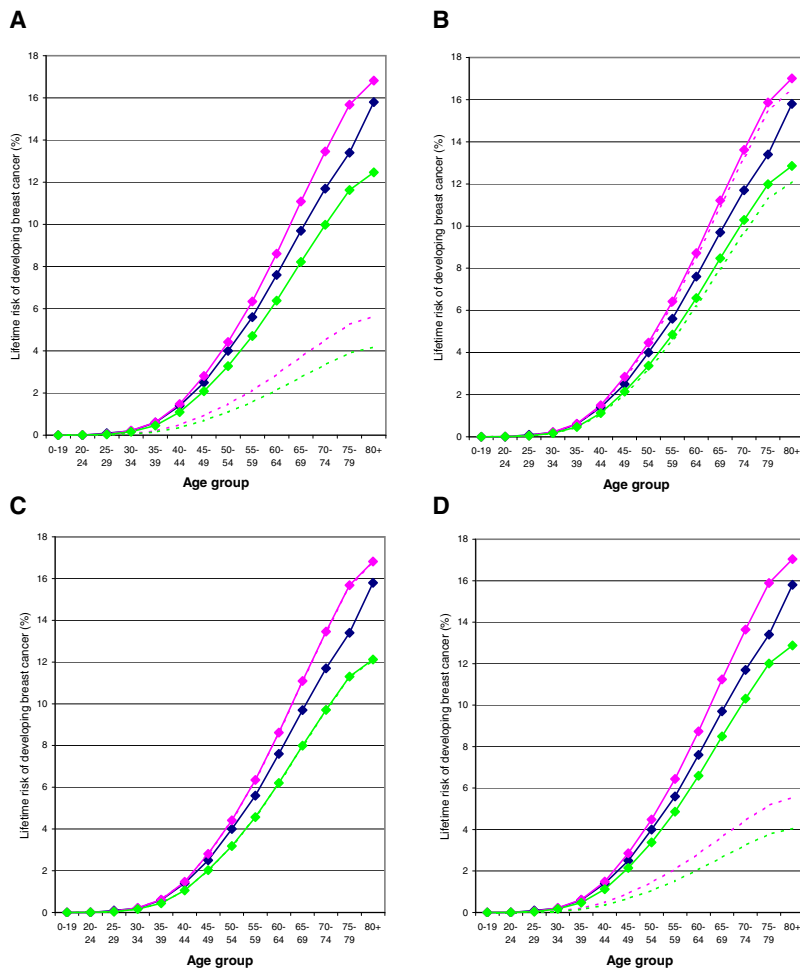 A
Lifetime risk of developing breast cancer (%)
18
16
14
12
10
8
6
4
2
0
0-19 20- 25- 30- 35- 40- 45- 50- 55- 60- 65- 70- 75- 80+
24 29 34 39 44 49 54 59 64 69 74 79
Age group
B
Lifetime risk of developing breast cancer (%)
18
16
14
12
10
8
6
4
2
0
0-19 20- 25- 30- 35- 40- 45- 50- 55- 60- 65- 70- 75- 80+
24 29 34 39 44 49 54 59 64 69 74 79
Age group
C
Lifetime risk of developing breast cancer (%)
18
16
14
12
10
8
6
4
2
0
0-19 20- 25- 30- 35- 40- 45- 50- 55- 60- 65- 70- 75- 80+
24 29 34 39 44 49 54 59 64 69 74 79
Age group
D
Lifetime risk of developing breast cancer (%)
18
16
14
12
10
8
6
4
2
0
0-19 20- 25- 30- 35- 40- 45- 50- 55- 60- 65- 70- 75- 80+
24 29 34 39 44 49 54 59 64 69 74 79
Age group